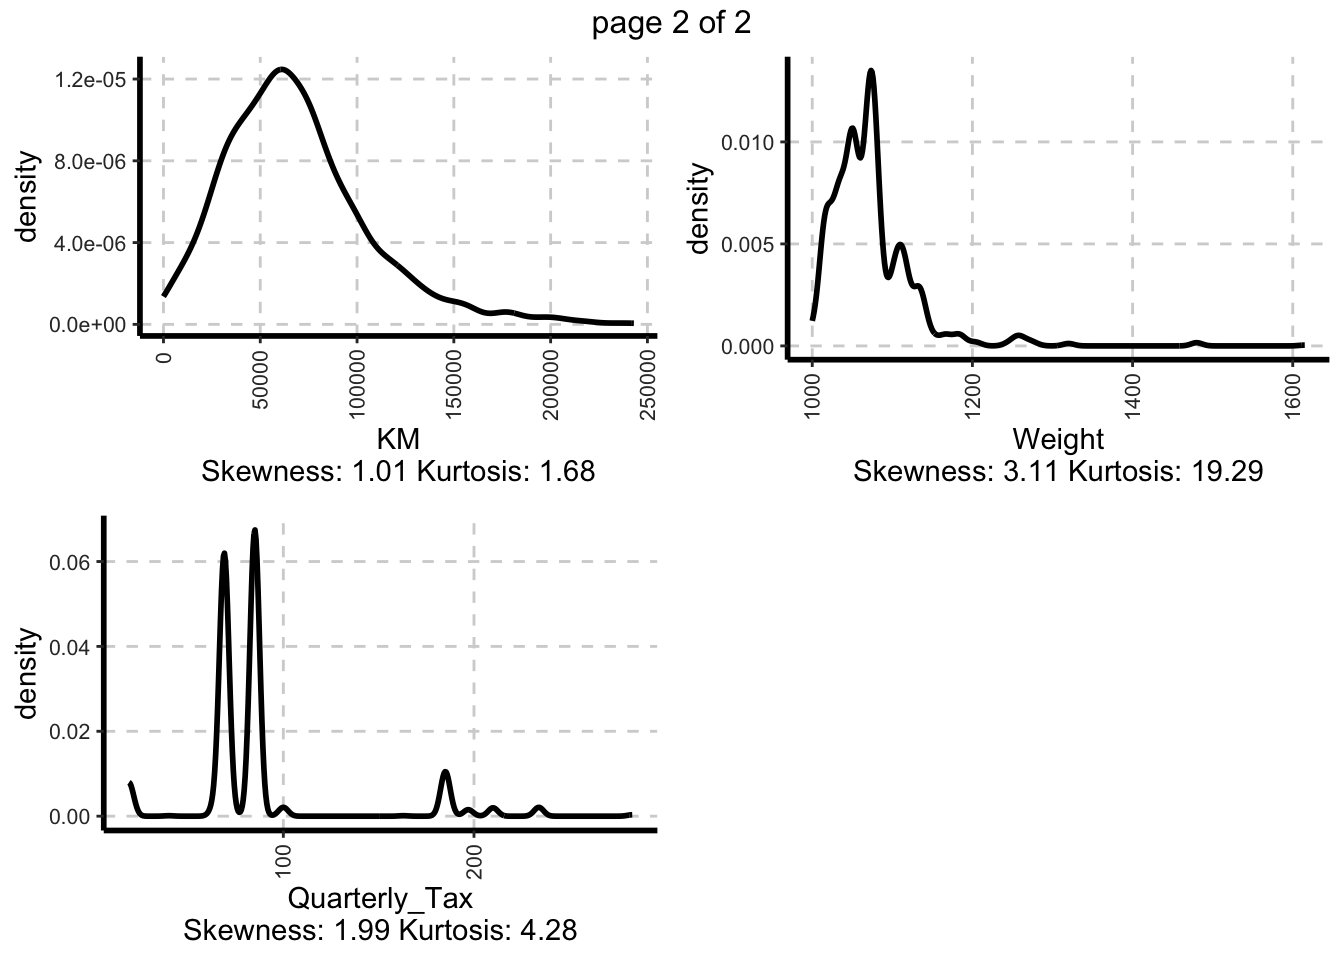 page 2 of 2
1.2e-05
8.0e-06
4.0e-06
0.0e+00
density
0
50000
100000
150000
200000
250000
KM
Skewness: 1.01 Kurtosis: 1.68
0.010
0.005
0.000
density
1000
1200
1400
1600
Weight
Skewness: 3.11 Kurtosis: 19.29
0.06
0.04
0.02
0.00
density
100
200
Quarterly_Tax
Skewness: 1.99 Kurtosis: 4.28